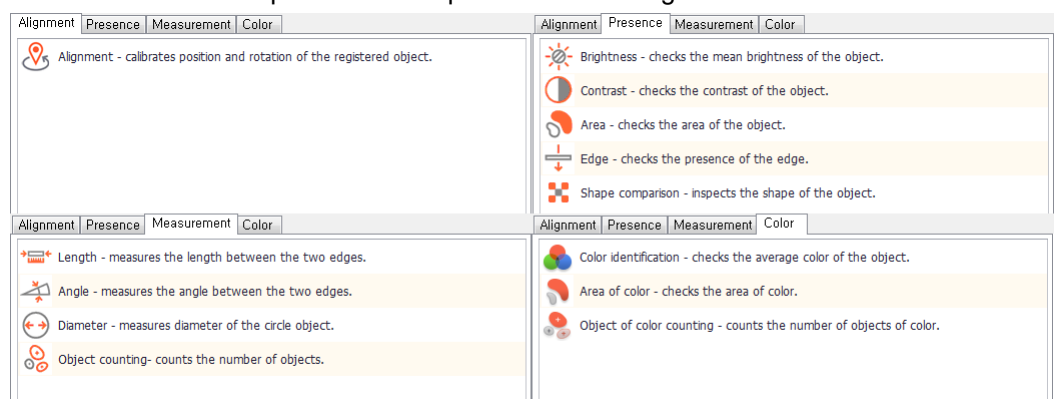 Alignment Presence Measurement Color
Alignment - calibrates position and rotation of the registered object.
Alignment Presence Measurement Color
Brightness - checks the mean brightness of the object.
Contrast - checks the contrast of the object.
Area - checks the area of the object.
Edge - checks the presence of the edge.
Shape comparison - inspects the shape of the object.
Alignment Presence Measurement Color
Length - measures the length between the two edges.
Angle - measures the angle between the two edges.
Diameter - measures diameter of the circle object.
Object counting- counts the number of objects.
Alignment Presence Measurement Color
Color identification - checks the average color of the object.
Area of color - checks the area of color.
Object of color counting - counts the number of objects of color.